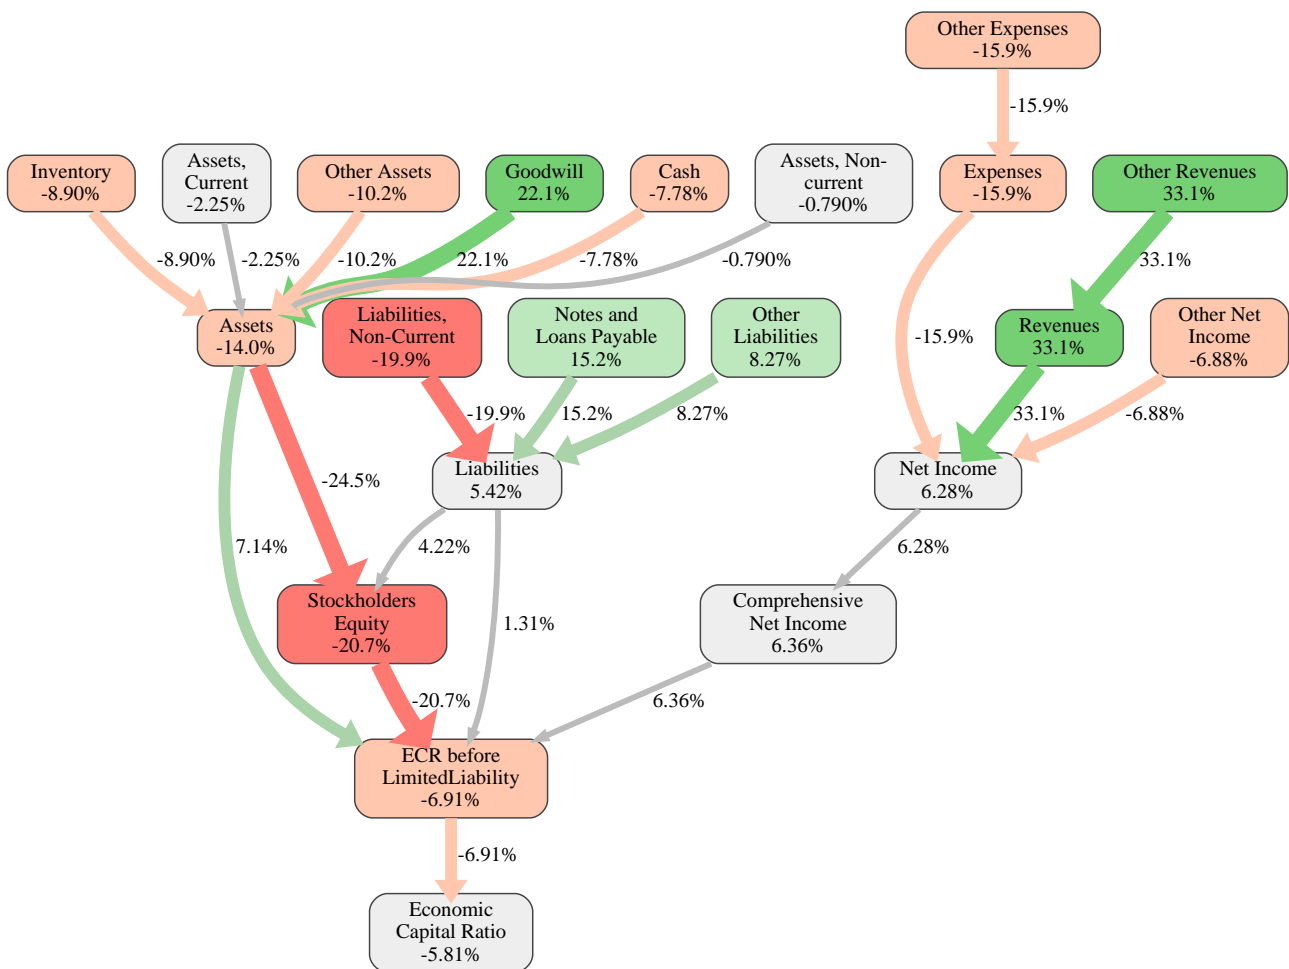 Other Expenses
-15.9%
-15.9%
Inventory
-8.90%
Assets,
Current
-2.25%
Other Assets
-10.2%
Goodwill
22.1%
Cash
-7.78%
Assets, Non-
current
-0.790%
Expenses
-15.9%
Other Revenues
33.1%
-8.90%
-2.25%
-10.2%
22.1%
-7.78%
-0.790%
33.1%
Assets
-14.0%
Liabilities,
Non-Current
-19.9%
Notes and
Loans Payable
15.2%
Other
Liabilities
8.27%
-15.9%
Revenues
33.1%
Other Net
Income
-6.88%
-19.9%
15.2%
8.27%
33.1%
-6.88%
-24.5%
Liabilities
5.42%
Net Income
6.28%
7.14%
4.22%
6.28%
Stockholders
Equity
-20.7%
1.31%
Comprehensive
Net Income
6.36%
-20.7%
6.36%
ECR before
LimitedLiability
-6.91%
-6.91%
Economic
Capital Ratio
-5.81%